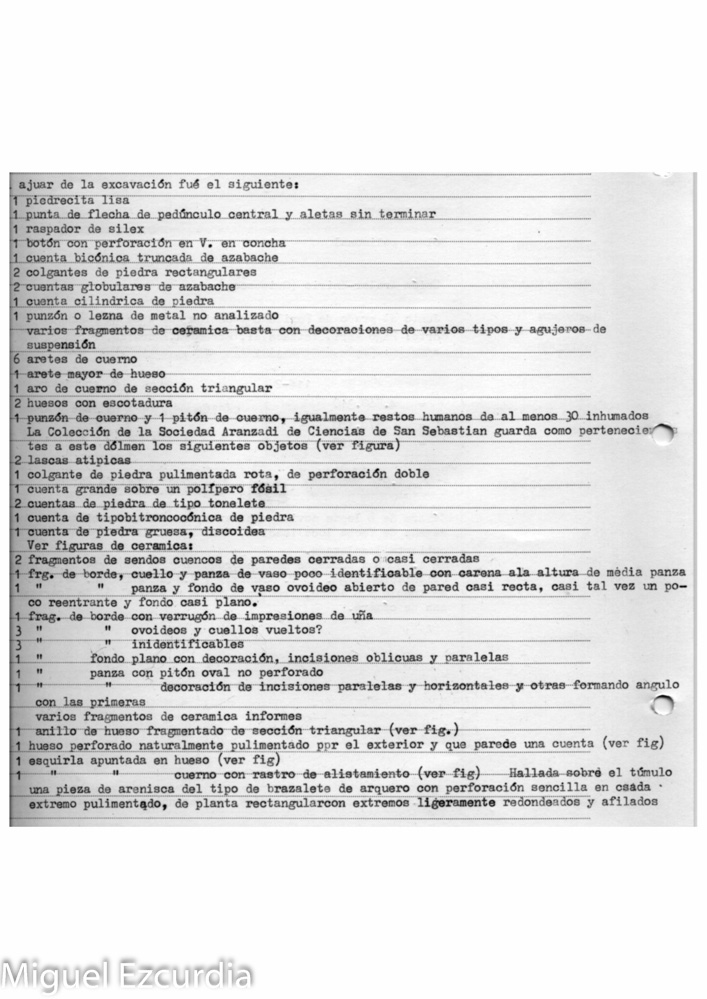 . ajuar de la excavación fué el siguiente:
1 piedrecita lisa
1 punta de flecha de pedúnculo central y aletas sin terminar
1 raspador de silex
1 botón con perforación en V. en concha
1 cuenta bicónica truncada de azabache
2 colgantes de piedra rectangulares
2 cuentas globulares de azabache
1 cuenta cilindrica de piedra
1 punzón o lezna de metal no analizado
varios fragmentos de ceramica basta con decoraciones de varios tipos y agujeros de
suspensión
6 aretes de cuerno
1 arete mayor de hueso
1 aro de cuerno de sección triangular
2 huesos con escotadura
1 punzón de cuerno y 1 pitón de cuerno, igualmente restos humanos de al menos 30 inhumados
La Colección de la Sociedad Aranzadi de Ciencias de San Sebastian guarda como pertenecie
tes a este dólmen los siguientes objetos (ver figura)
2 lascas atipicas
1 colgante de piedra pulimentada rota, de perforación doble
1 cuenta grande sobre un polípero fósil
2 cuentas de piedra de tipo tonelete
1 cuenta de tipobitroncocónica de piedra
1 cuenta de piedra gruesa, discoidea
Ver figuras de ceramica:
2 fragmentos de sendos cuencos de paredes cerradas o casi cerradas
1 frg. de borde, cuello y panza de vaso poco identificable con carena ala altura de média panza
1 " " panza y fondo de vaso ovoideo abierto de pared casi recta, casi tal vez un po-
co reentrante y fondo casi plano.
1 frag. de borde con verrugón de impresiones de uña
3 " " ovoideos y cuellos vueltos?
3 " " inidentificables
1 " fondo plano con decoración, incisiones oblicuas y paralelas
1 " panza con pitón oval no perforado
1 " " decoración de incisiones paralelas y horizontales y otras formando angulo
con las primeras
varios fragmentos de ceramica informes
1 anillo de hueso fragmentado de sección triangular (ver fig.)
1 hueso perforado naturalmente pulimentado ppr el exterior y que parede una cuenta (ver fig)
1 esquirla apuntada en hueso (ver fig)
1 " " cuerno con rastro de alistamiento (ver fig) Hallada sobre el túmulo
una pieza de arenisca del tipo de brazalete de arquero con perforación sencilla en csada
extremo pulimentado, de planta rectangularcon extremos ligeramente redondeados y afilados
Miguel Ezcurdia